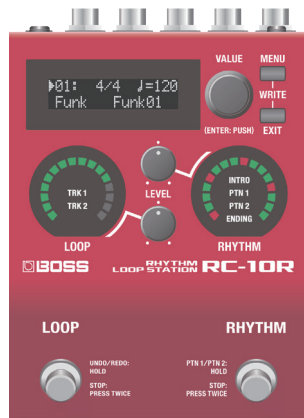 VALUE
MENU
01: 4/4 ♩=120
Funk Funk01
WRITE
(ENTER: PUSH)
EXIT
TRK 1
TRK 2
LEVEL
INTRO
PTN 1
PTN 2
ENDING
LOOP
RHYTHM
BOSS
RHYTHM
LOOP STATION RC-10R
LOOP
RHYTHM
UNDO/REDO:
HOLD
STOP:
PRESS TWICE
PTN 1/PTN 2:
HOLD
STOP:
PRESS TWICE